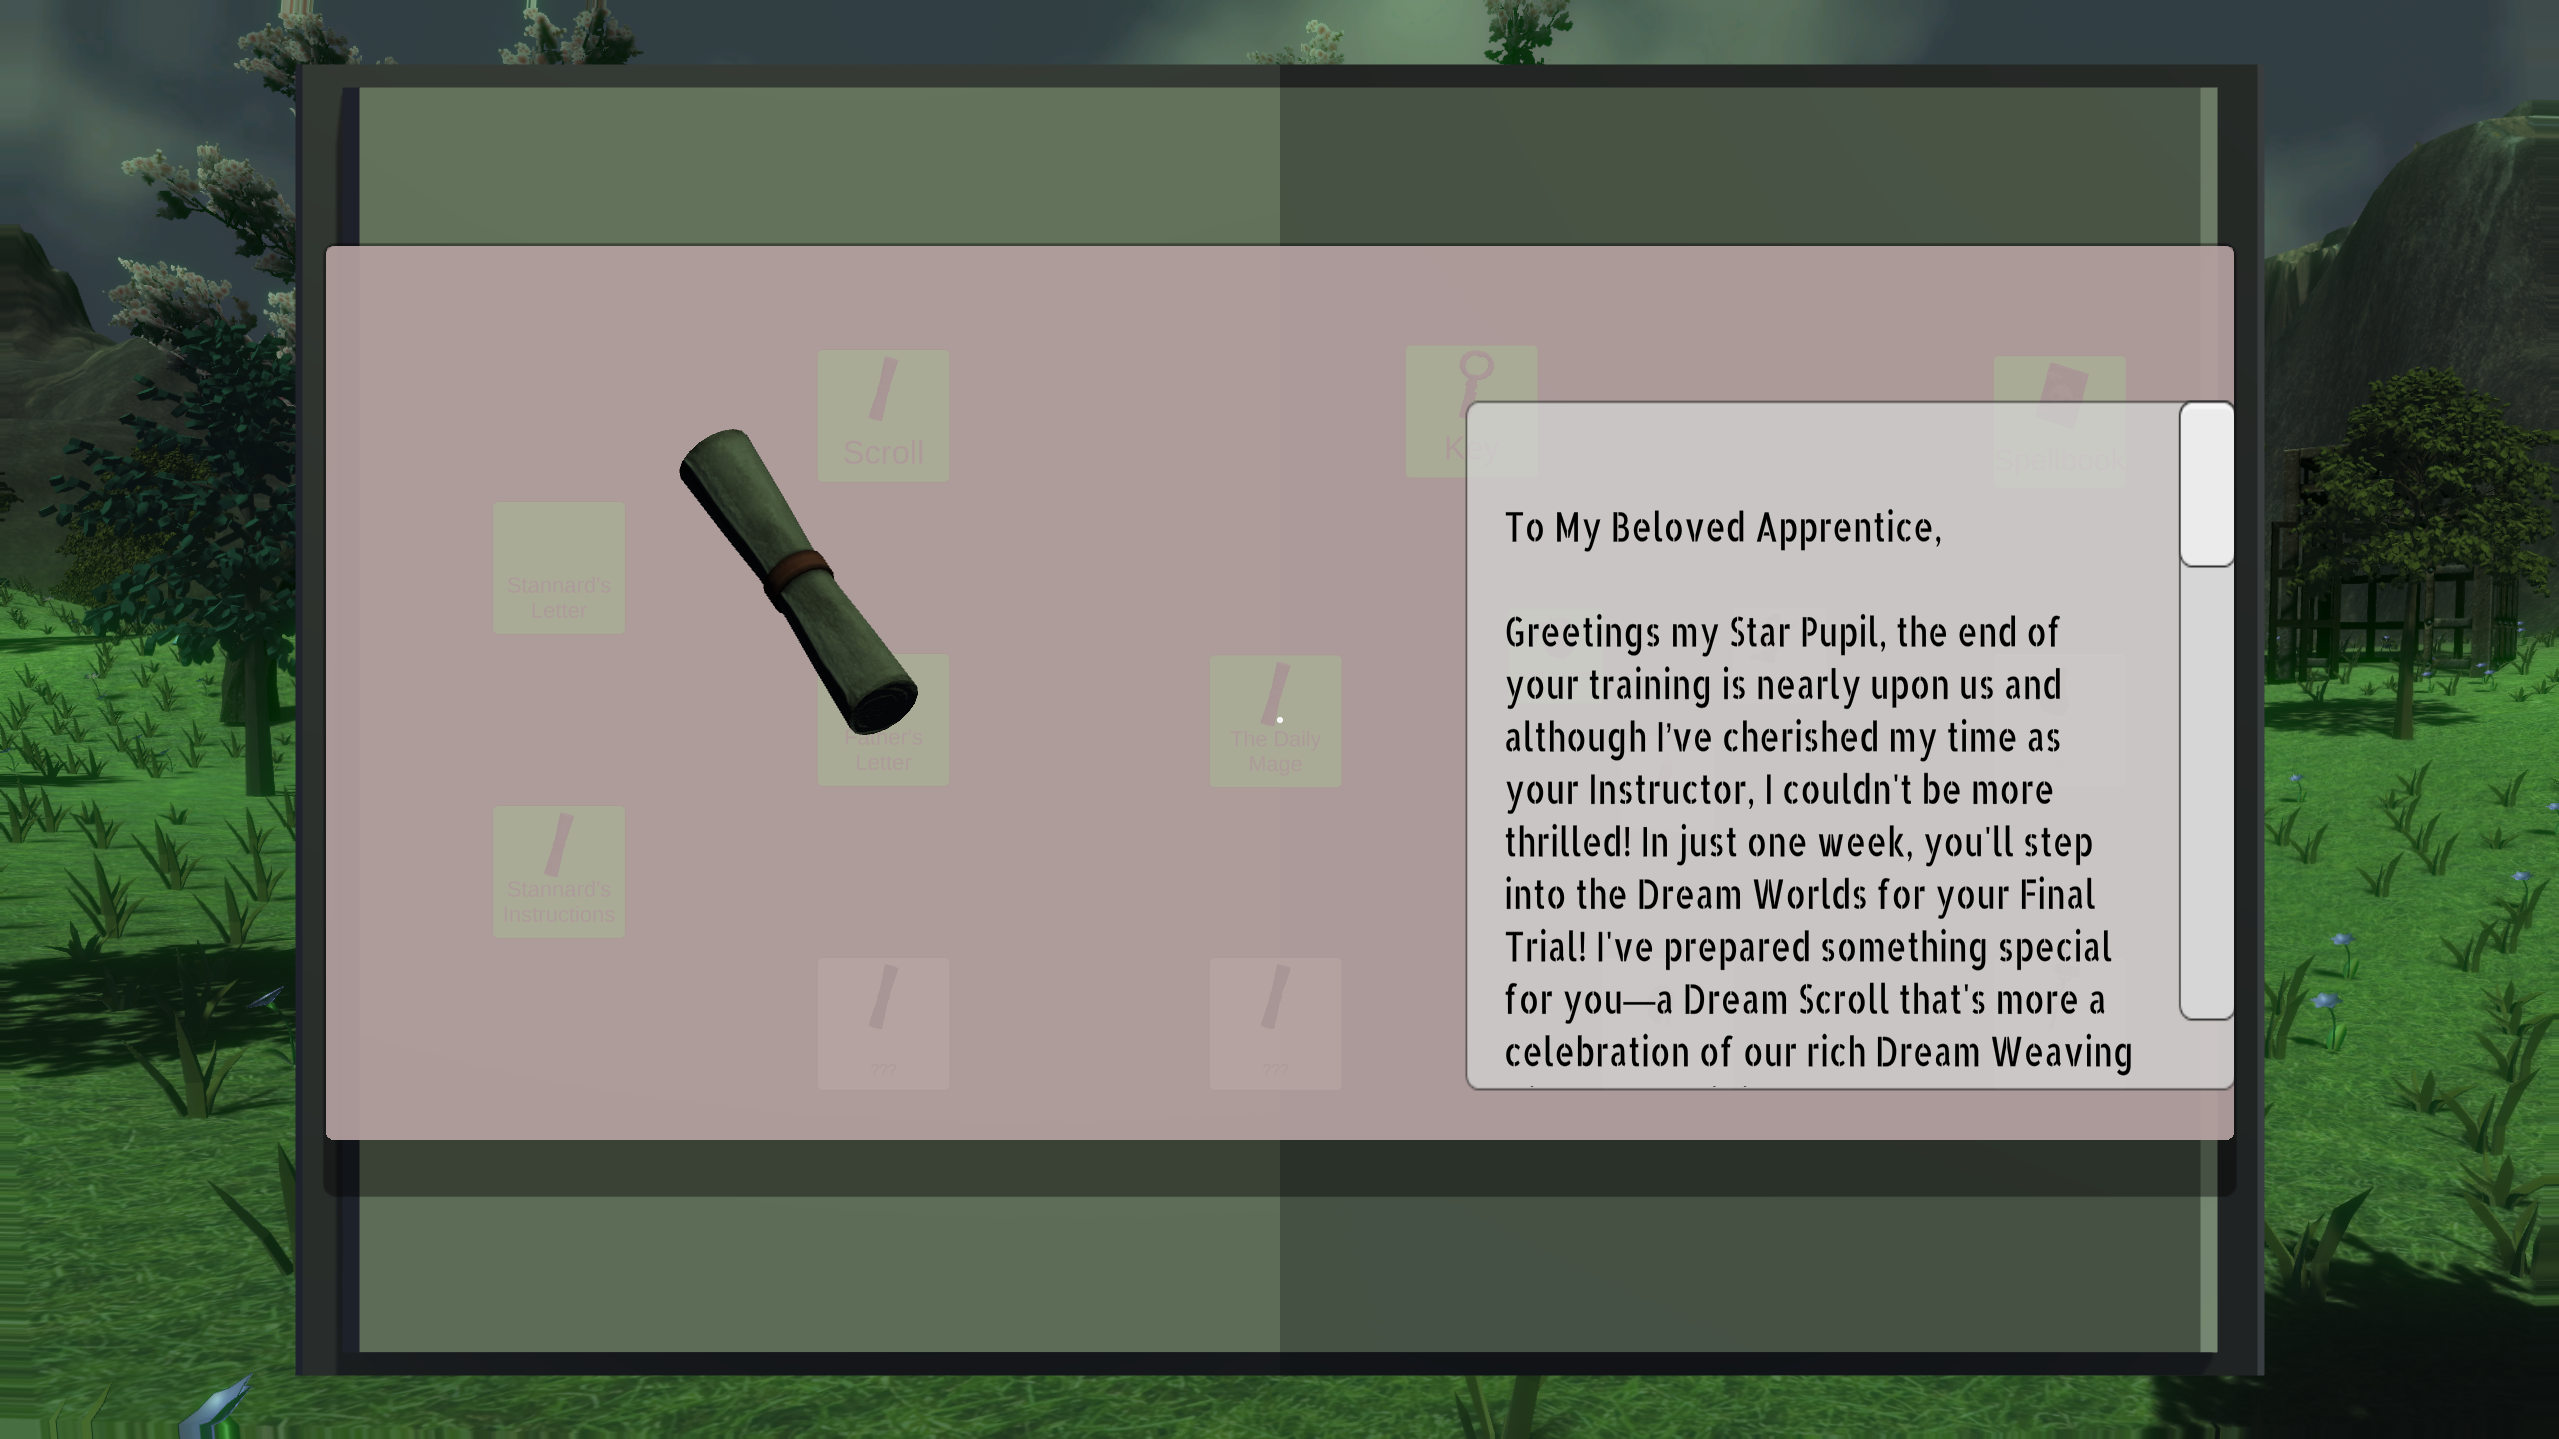 Scroll
Key
Spellbook
Stannard's
Letter
Father's
Letter
The Daily
Mage
Stannard's
Instructions
???
???
To My Beloved Apprentice,
Greetings my Star Pupil, the end of
your training is nearly upon us and
although I've cherished my time as
your Instructor, I couldn't be more
thrilled! In just one week, you'll step
into the Dream Worlds for your Final
Trial! I've prepared something special
for you—a Dream Scroll that's more a
celebration of our rich Dream Weaving